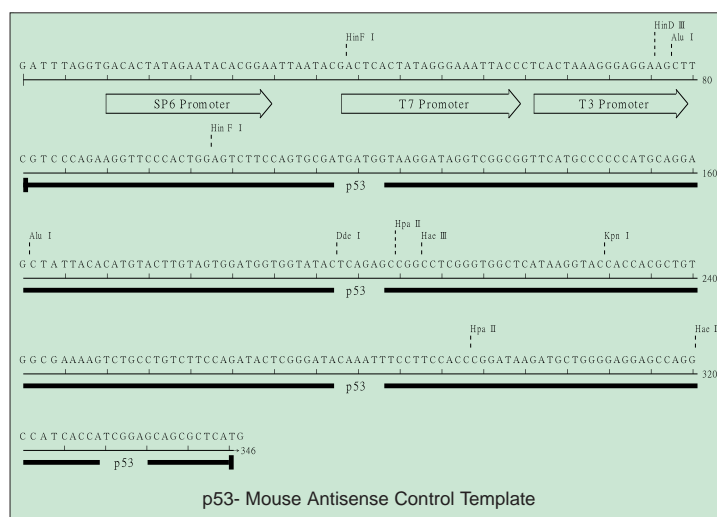 HinF I HinD III
Alu I
GATTTAGGTGACACTATAGAATACACGGAATTAATACGACTCACTATAGGGAAATTACCCTCACTAAAGGGAGGAAGCTT
80
SP6 Promoter T7 Promoter T3 Promoter
Hin F I
CGTCCCAGAAGGTTCCCACTGGAGTCTTCCAGTGCGATGATGGTAAGGATAGGTCGGCGGTTCATGCCCCCCATGCAGGA
160
p53
Alu I Dde I Hpa II Hae III Kpn I
GCTATTACACATGTACTTGTAGTGGATGGTGGTATACTCAGAGCCGGCCTCGGGTGGCTCATAAGGTACCACCACGCTGT
240
p53
Hpa II Hae I
GGCGAAAAGTCTGCCTGTCTTCCAGATACTCGGGATACAAATTTCCTTCCACCCGGATAAGATGCTGGGGAGGAGCCAGG
320
p53
CCATCACCATCGGAGCAGCGCTCATG
346
p53
p53- Mouse Antisense Control Template